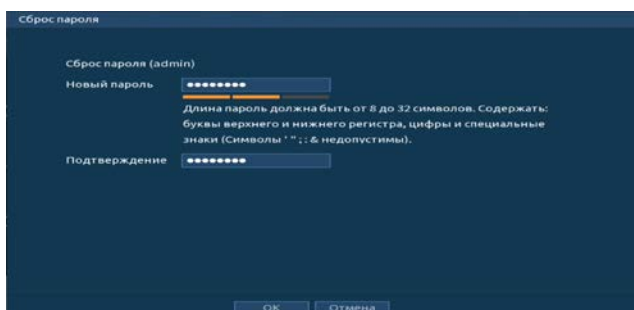 Сброс пароля
Сброс пароля (admin)
Новый пароль ●●●●●●●●
Длина пароль должна быть от 8 до 32 символов. Содержать:
буквы верхнего и нижнего регистра, цифры и специальные
знаки (Символы ' " ; : & недопустимы).
Подтверждение ●●●●●●●●
OK Отмена